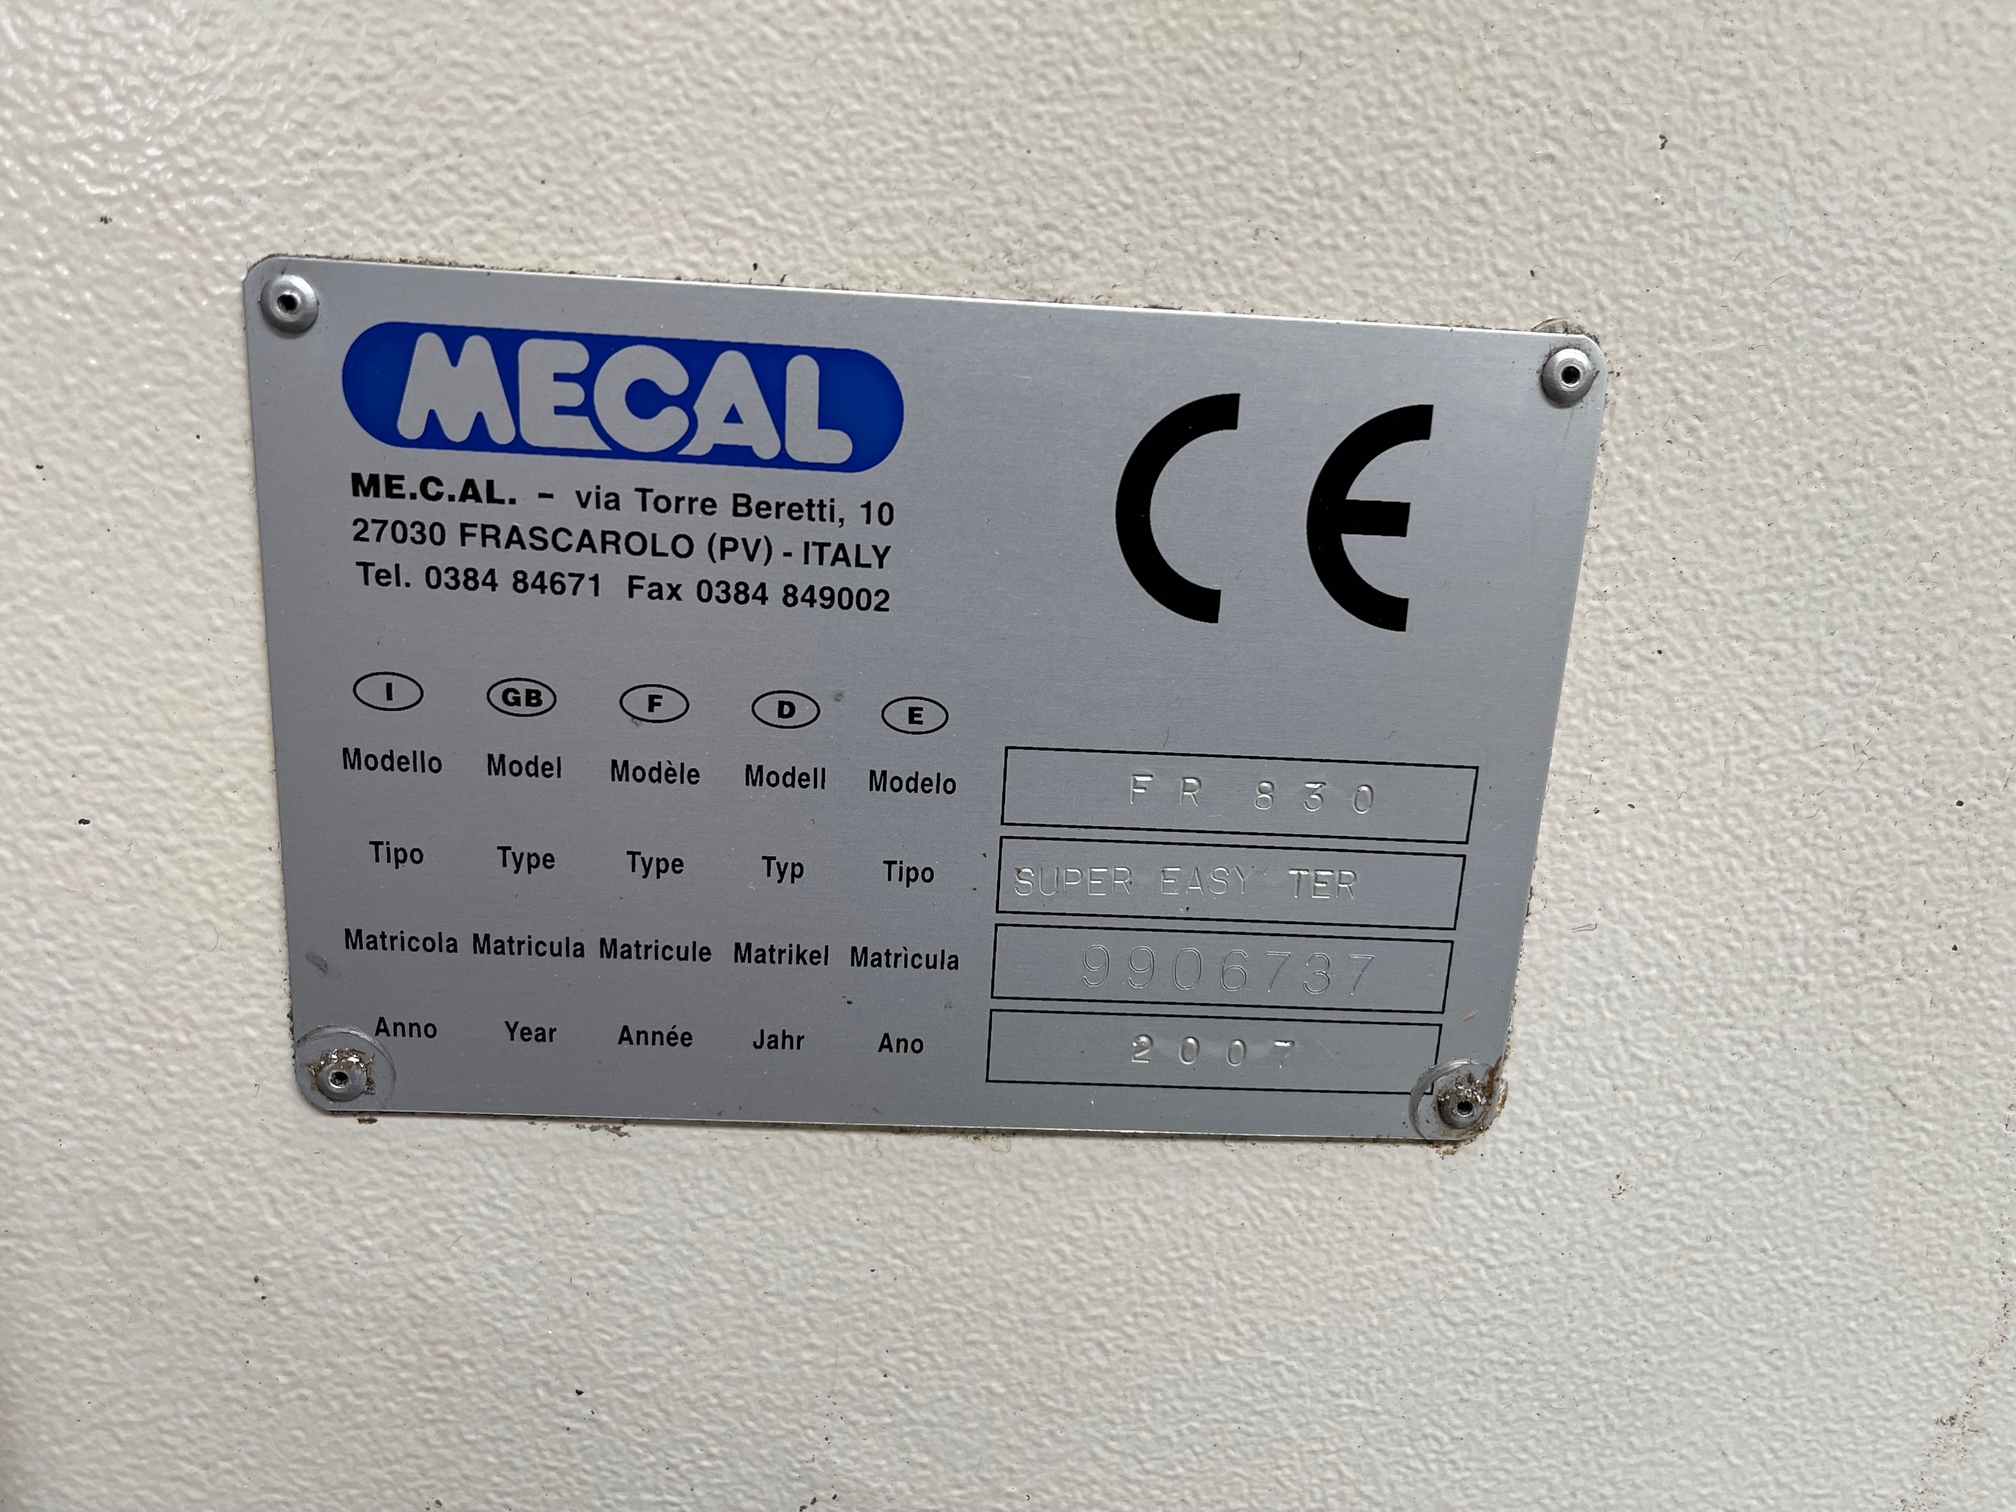 MECAL
ME.C.AL. - via Torre Beretti, 10
27030 FRASCAROLO (PV) - ITALY
Tel. 0384 84671 Fax 0384 849002
CE
I GB F D E
Modello Model Modèle Modell Modelo FR 830
Tipo Type Type Typ Tipo SUPER EASY TER
Matricola Matricula Matricule Matrikel Matrìcula 9906737
Anno Year Année Jahr Ano 2007